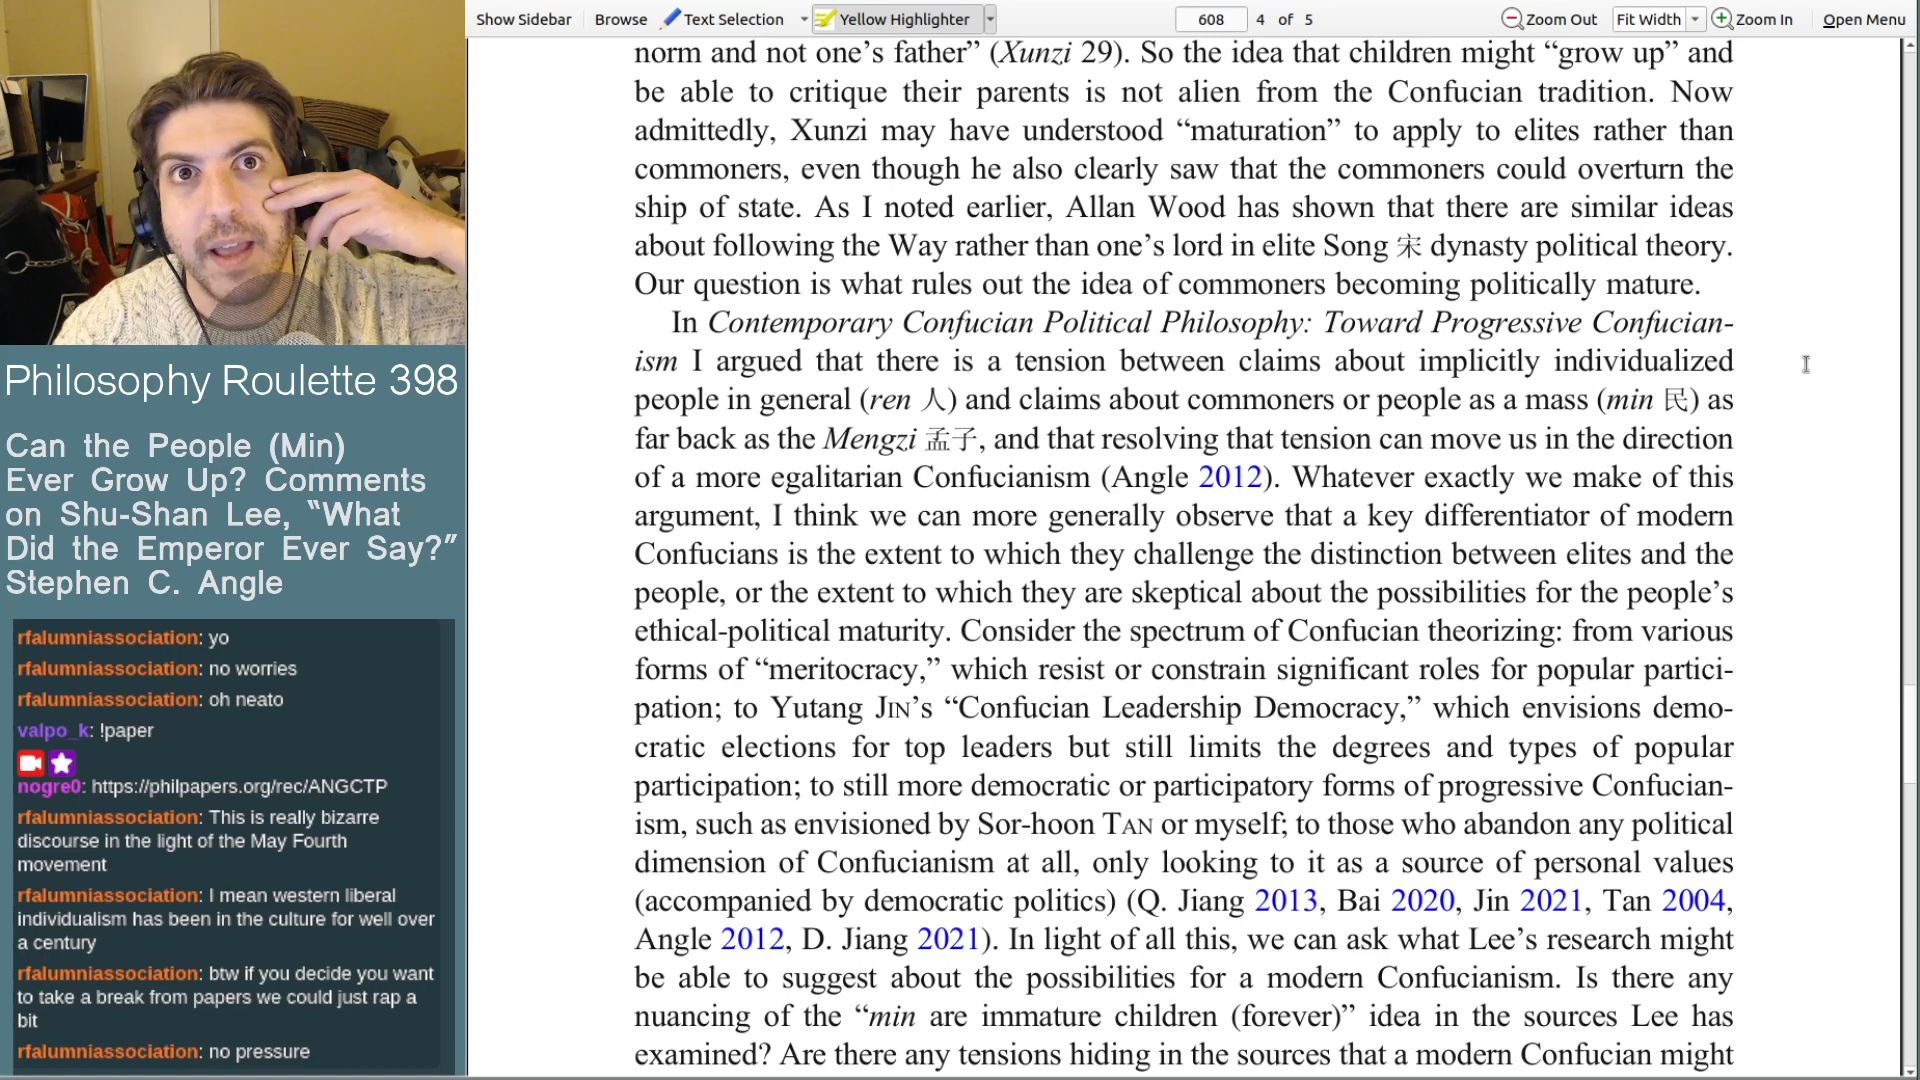 Show Sidebar Browse Text Selection Yellow Highlighter 608 4 of 5 Zoom Out Fit Width Zoom In Open Menu
norm and not one's father” (Xunzi 29). So the idea that children might “grow up” and
be able to critique their parents is not alien from the Confucian tradition. Now
admittedly, Xunzi may have understood “maturation” to apply to elites rather than
commoners, even though he also clearly saw that the commoners could overturn the
ship of state. As I noted earlier, Allan Wood has shown that there are similar ideas
about following the Way rather than one's lord in elite Song 宋 dynasty political theory.
Our question is what rules out the idea of commoners becoming politically mature.
In Contemporary Confucian Political Philosophy: Toward Progressive Confucian-
ism I argued that there is a tension between claims about implicitly individualized
people in general (ren 人) and claims about commoners or people as a mass (min 民) as
far back as the Mengzi 孟子, and that resolving that tension can move us in the direction
of a more egalitarian Confucianism (Angle 2012). Whatever exactly we make of this
argument, I think we can more generally observe that a key differentiator of modern
Confucians is the extent to which they challenge the distinction between elites and the
people, or the extent to which they are skeptical about the possibilities for the people's
ethical-political maturity. Consider the spectrum of Confucian theorizing: from various
forms of “meritocracy,” which resist or constrain significant roles for popular partici-
pation; to Yutang JIN's “Confucian Leadership Democracy,” which envisions demo-
cratic elections for top leaders but still limits the degrees and types of popular
participation; to still more democratic or participatory forms of progressive Confucian-
ism, such as envisioned by Sor-hoon TAN or myself; to those who abandon any political
dimension of Confucianism at all, only looking to it as a source of personal values
(accompanied by democratic politics) (Q. Jiang 2013, Bai 2020, Jin 2021, Tan 2004,
Angle 2012, D. Jiang 2021). In light of all this, we can ask what Lee's research might
be able to suggest about the possibilities for a modern Confucianism. Is there any
nuancing of the “min are immature children (forever)” idea in the sources Lee has
examined? Are there any tensions hiding in the sources that a modern Confucian might
Philosophy Roulette 398
Can the People (Min)
Ever Grow Up? Comments
on Shu-Shan Lee, “What
Did the Emperor Ever Say?”
Stephen C. Angle
rfalumniassociation: yo
rfalumniassociation: no worries
rfalumniassociation: oh neato
valpo_k: !paper
nogre0: https://philpapers.org/rec/ANGCTP
rfalumniassociation: This is really bizarre
discourse in the light of the May Fourth
movement
rfalumniassociation: I mean western liberal
individualism has been in the culture for well over
a century
rfalumniassociation: btw if you decide you want
to take a break from papers we could just rap a
bit
rfalumniassociation: no pressure